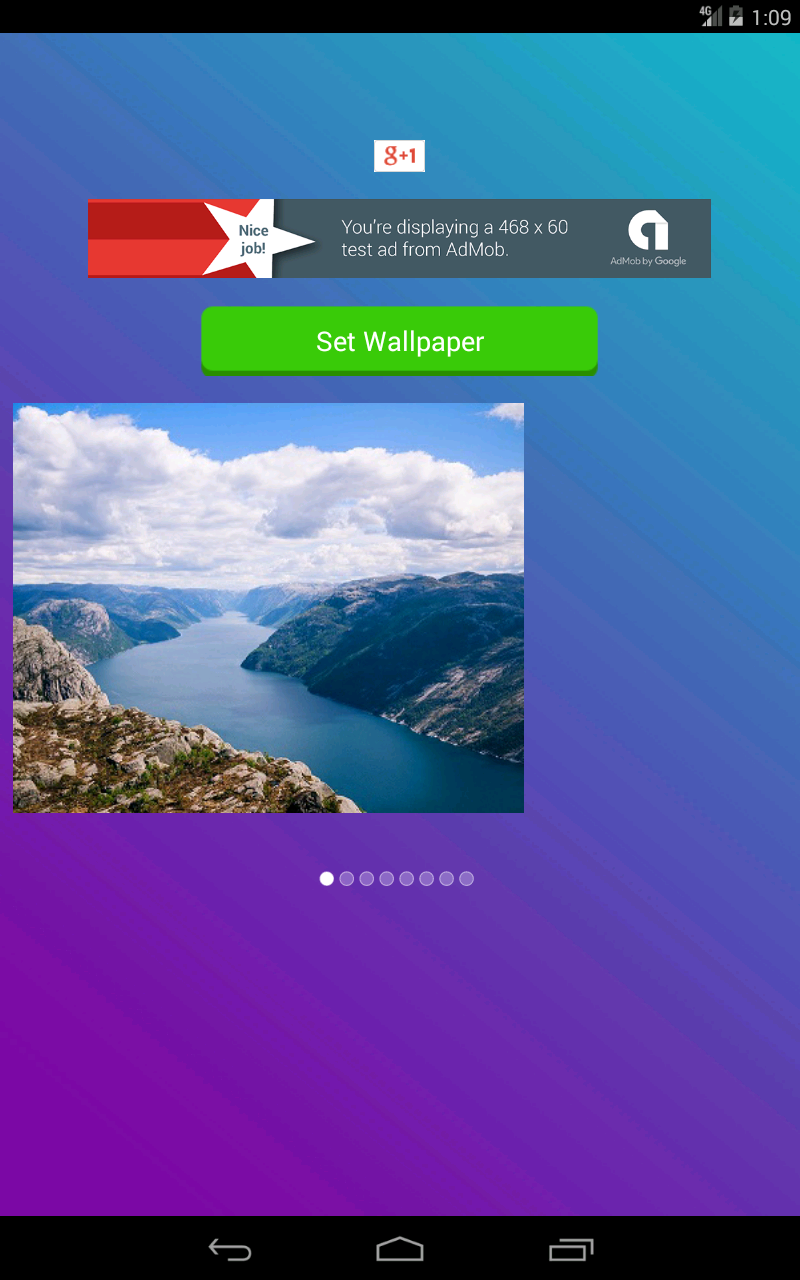 4G
1:09
g+1
Nice
job!
You're displaying a 468 x 60
test ad from AdMob.
AdMob by Google
Set Wallpaper